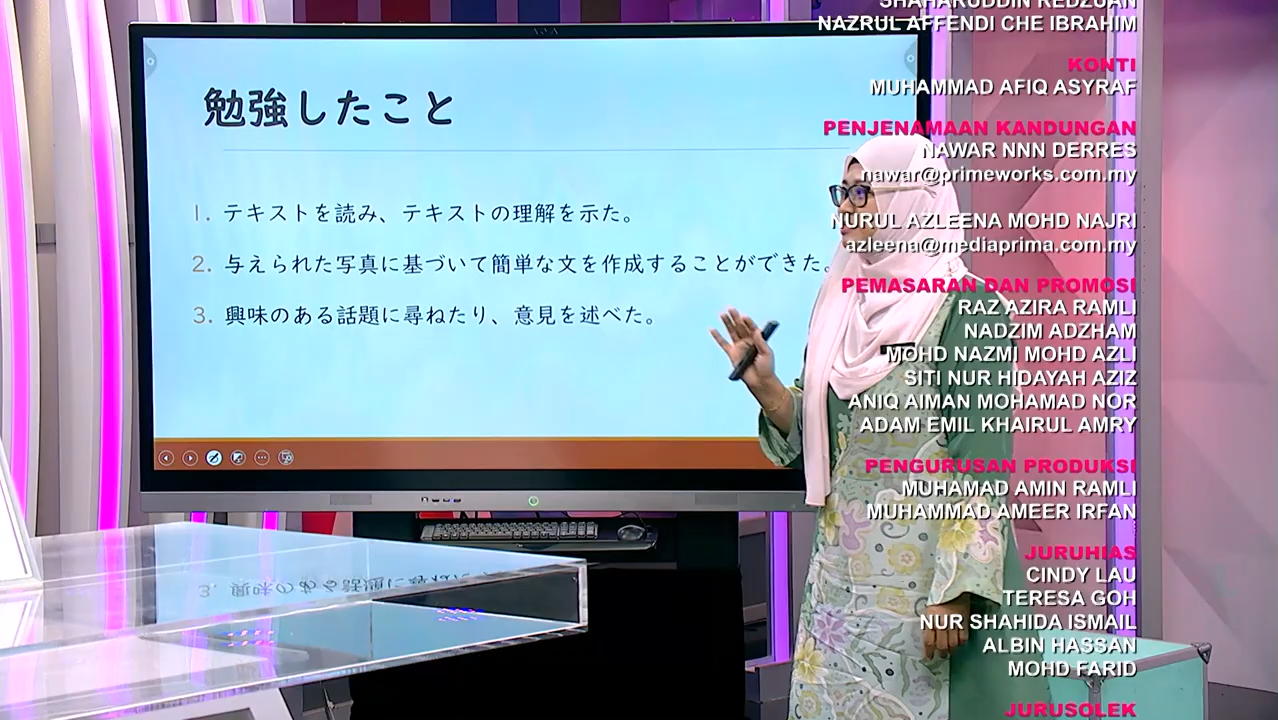 勉強したこと
1. テキストを読み、テキストの理解を示た。
2. 与えられた写真に基づいて簡単な文を作成することができた。
3. 興味のある話題に尋ねたり、意見を述べた。
SHAHARUDDIN REDZUAN
NAZRUL AFFENDI CHE IBRAHIM
KONTI
MUHAMMAD AFIQ ASYRAF
PENJENAMAAN KANDUNGAN
NAWAR NNN DERRES
nawar@primeworks.com.my
NURUL AZLEENA MOHD NAJRI
azleena@mediaprima.com.my
PEMASARAN DAN PROMOSI
RAZ AZIRA RAMLI
NADZIM ADZHAM
MOHD NAZMI MOHD AZLI
SITI NUR HIDAYAH AZIZ
ANIQ AIMAN MOHAMAD NOR
ADAM EMIL KHAIRUL AMRY
PENGURUSAN PRODUKSI
MUHAMAD AMIN RAMLI
MUHAMMAD AMEER IRFAN
JURUHIAS
CINDY LAU
TERESA GOH
NUR SHAHIDA ISMAIL
ALBIN HASSAN
MOHD FARID
JURUSOLEK